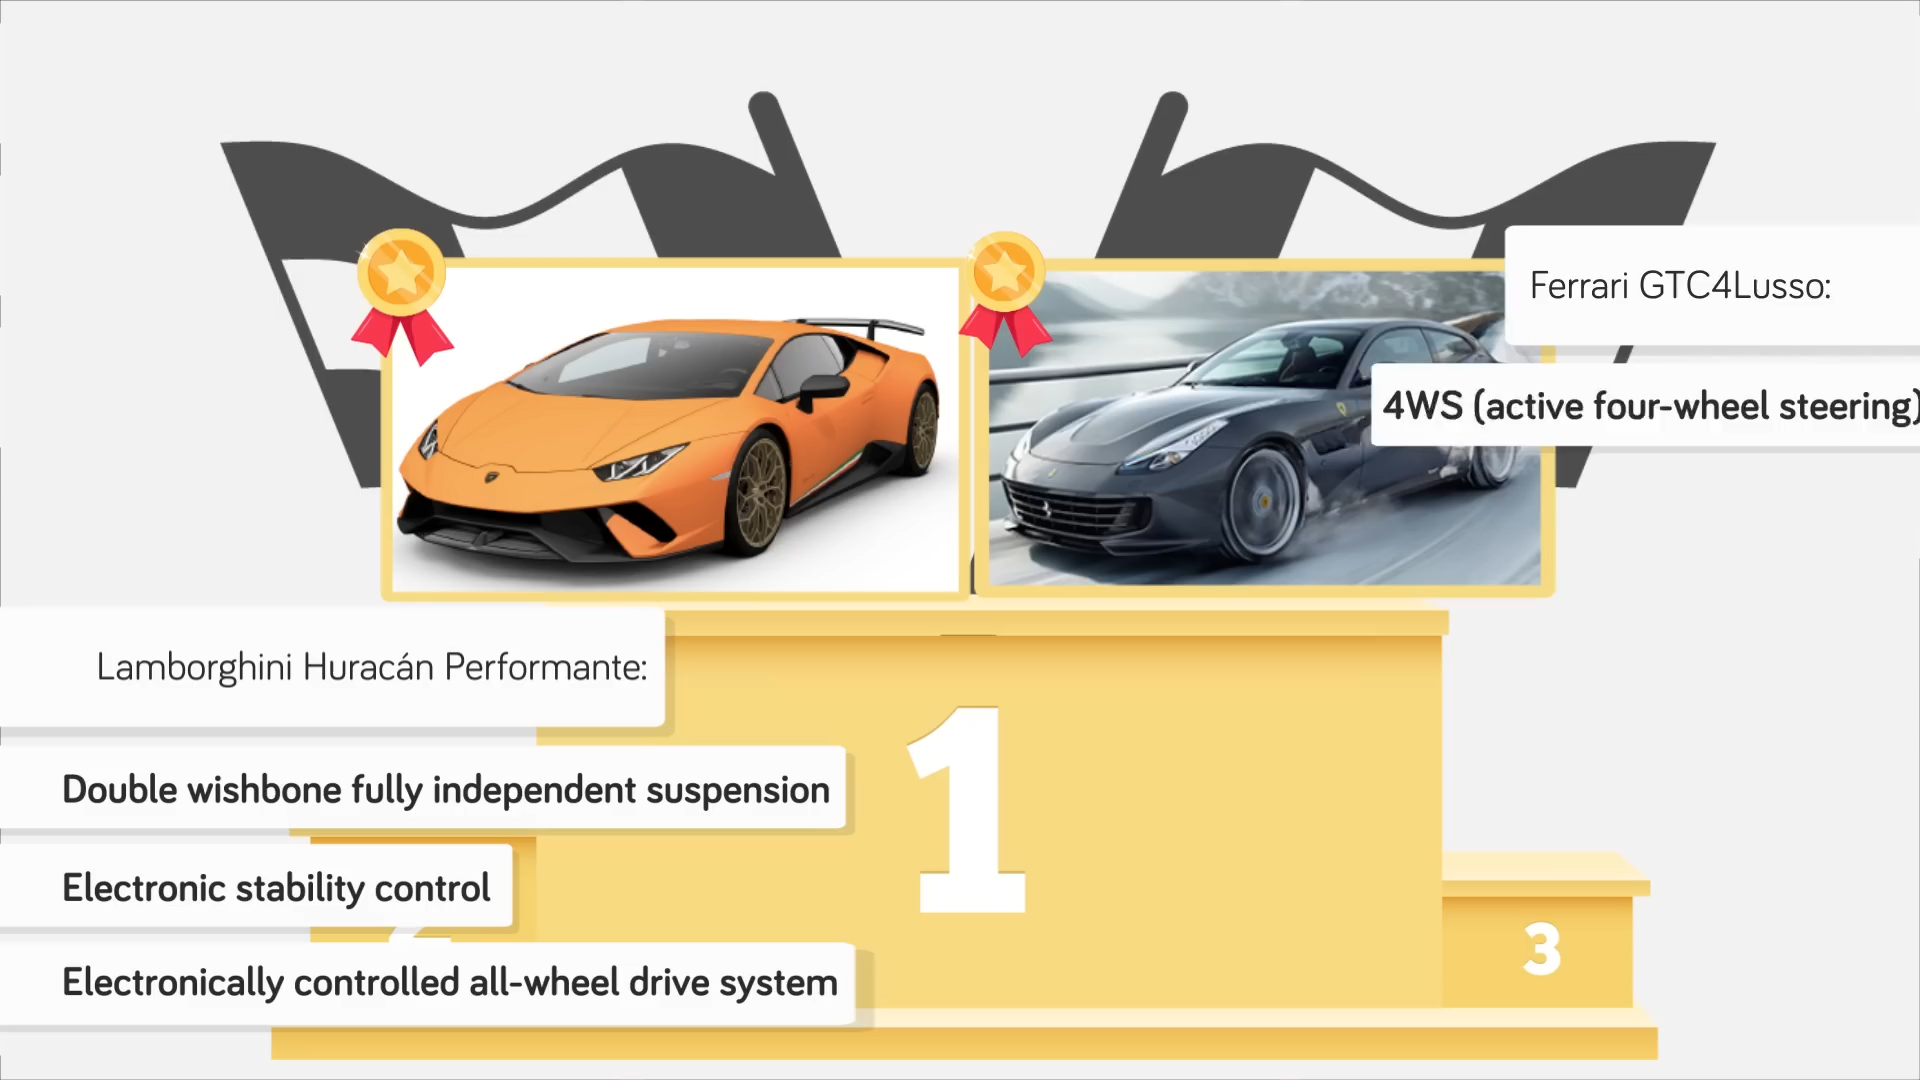 Ferrari GTC4Lusso:
4WS (active four-wheel steering)
Lamborghini Huracán Performante:
Double wishbone fully independent suspension
Electronic stability control
Electronically controlled all-wheel drive system
1
3